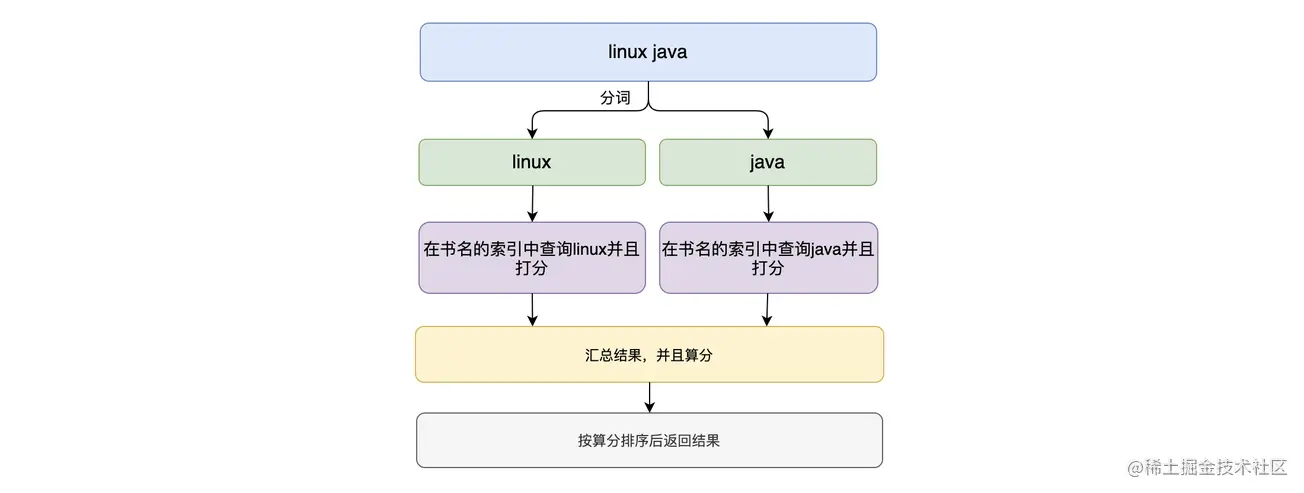 linux java
分词
linux
java
在书名的索引中查询linux并且
打分
在书名的索引中查询java并且
打分
汇总结果，并且算分
按算分排序后返回结果
@稀土掘金技术社区